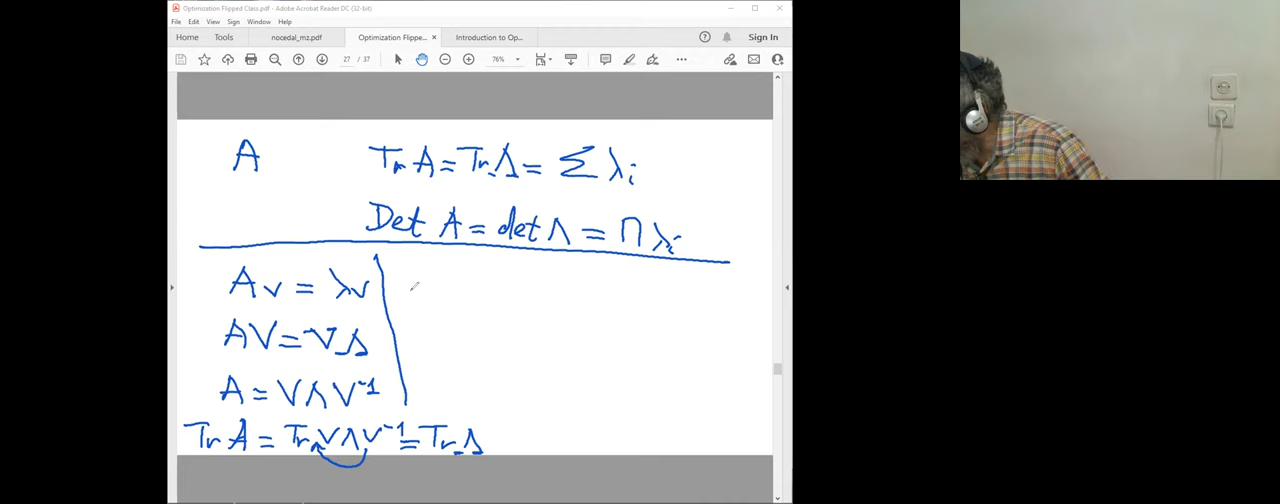 Optimization Flipped Class.pdf - Adobe Acrobat Reader DC (32-bit)
File Edit View Sign Window Help
Home Tools nocedal_mz.pdf Optimization Flippe... × Introduction to Op... Sign In
27 / 37 76%
A Tr A = Tr Λ = Σ λi
Det A = det Λ = Π λi
Av = λv
AV = VΛ
A = VΛV⁻¹
Tr A = Tr VΛV⁻¹ = Tr Λ